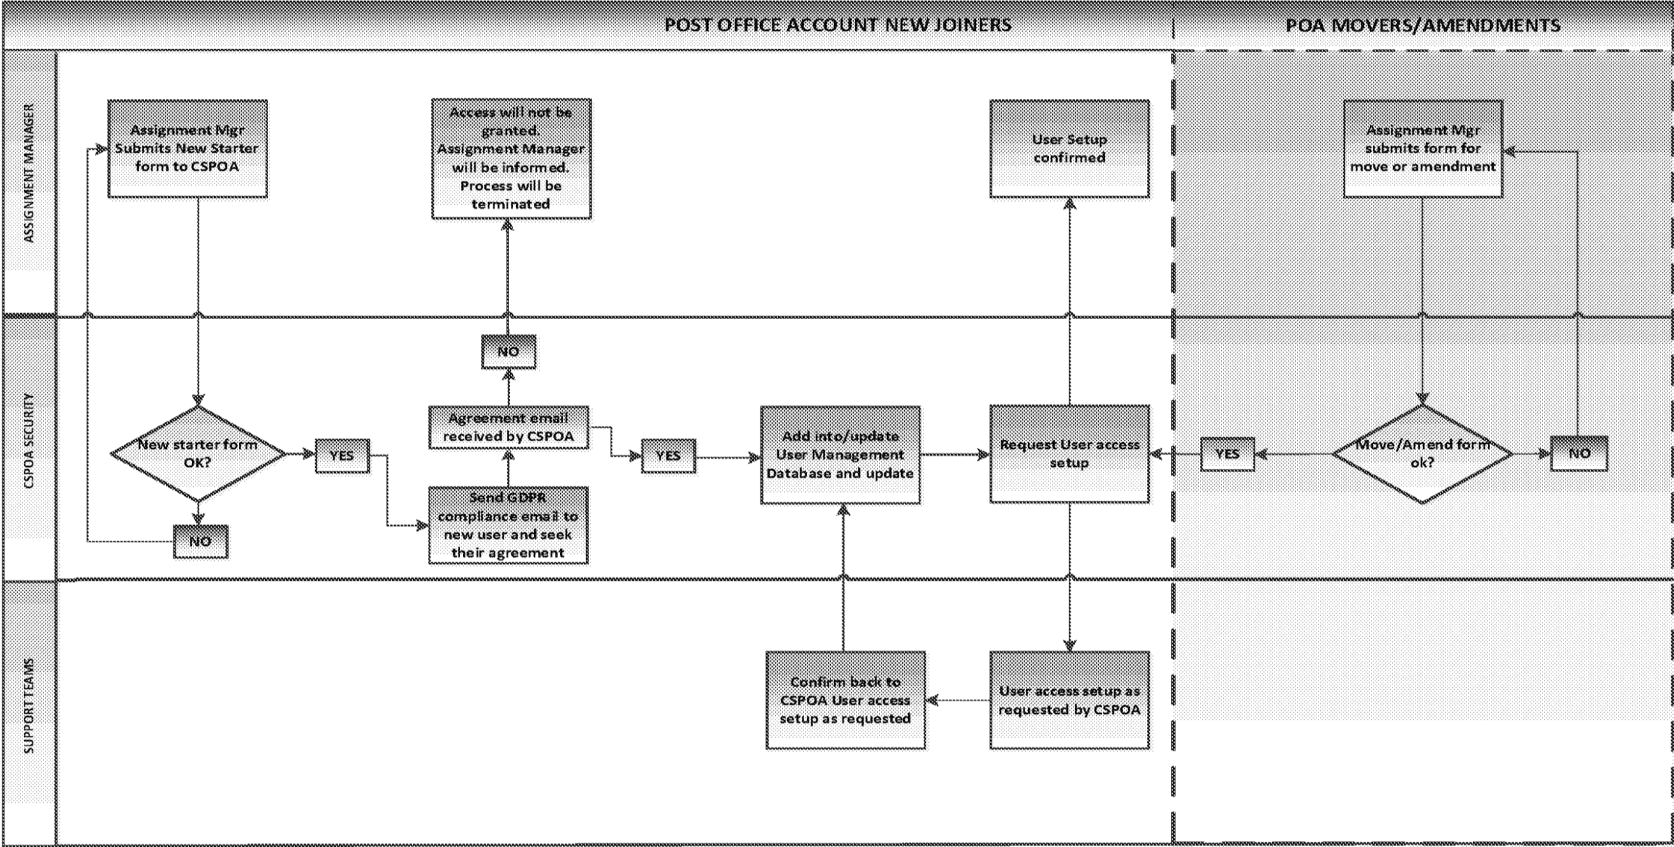 POST OFFICE ACCOUNT NEW JOINERS
POA MOVERS/AMENDMENTS
ASSIGNMENT MANAGER
Assignment Mgr
Submits New Starter
form to CSPOA
Access will not be
granted.
Assignment Manager
will be informed.
Process will be
terminated
User Setup
confirmed
Assignment Mgr
submits form for
move or amendment
CSPOA SECURITY
New starter form
OK?
YES
NO
NO
Agreement email
received by CSPOA
Send GDPR
compliance email to
new user and seek
their agreement
YES
Add into/update
User Management
Database and update
Request User access
setup
YES
Move/Amend form
ok?
NO
SUPPORT TEAMS
Confirm back to
CSPOA User access
setup as requested
User access setup as
requested by CSPOA